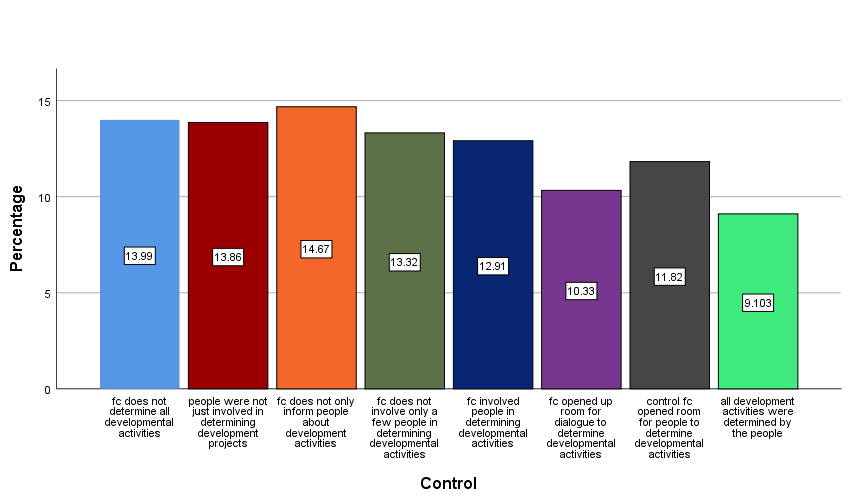 Percentage
15
10
5
0
13.99
13.86
14.67
13.32
12.91
10.33
11.82
9.103
fc does not
determine all
developmental
activities
people were not
just involved in
determining
development
projects
fc does not only
inform people
about
development
activities
fc does not
involve only a
few people in
determining
developmental
activities
fc involved
people in
determining
developmental
activities
fc opened up
room for
dialogue to
determine
developmental
activities
control fc
opened room
for people to
determine
developmental
activities
all development
activities were
determined by
the people
Control